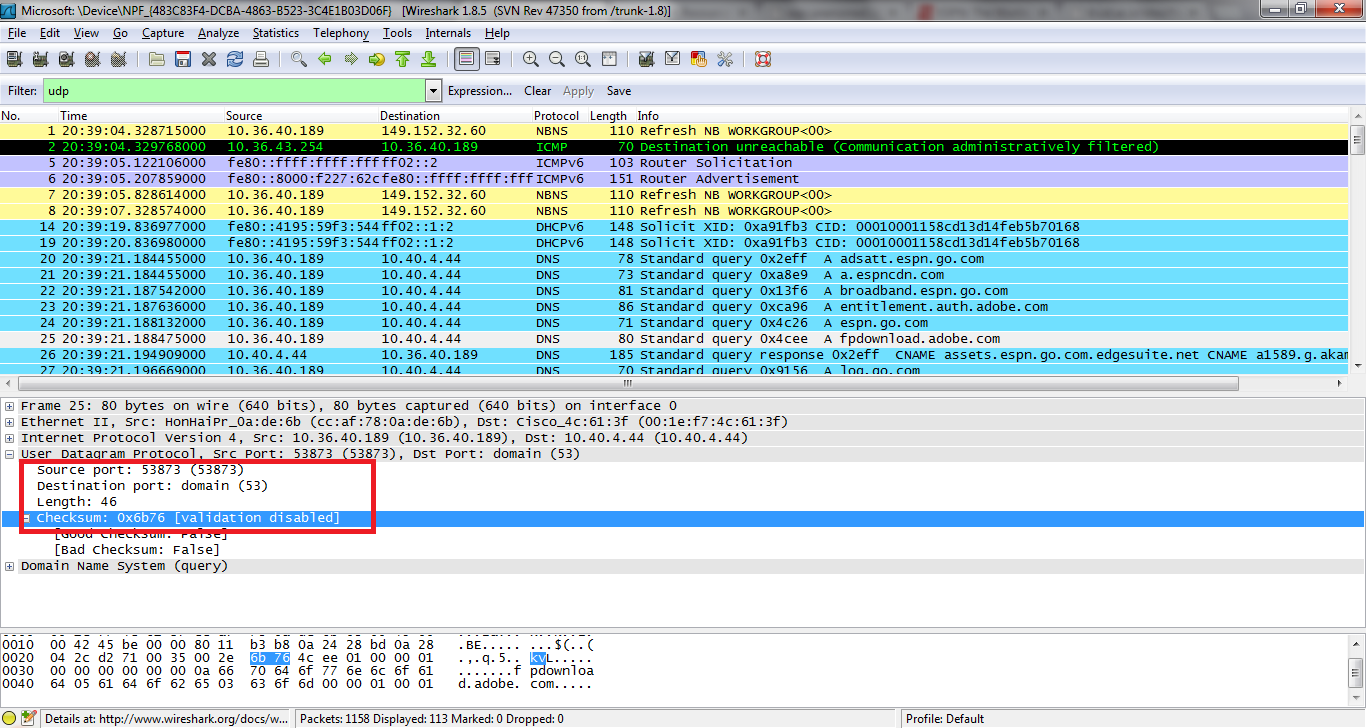 Microsoft: \Device\NPF_{483C83F4-DCBA-4863-B523-3C4E1B03D06F} [Wireshark 1.8.5 (SVN Rev 47350 from /trunk-1.8)]
File Edit View Go Capture Analyze Statistics Telephony Tools Internals Help
Filter: udp Expression... Clear Apply Save
No. Time Source Destination Protocol Length Info
1 20:39:04.328715000 10.36.40.189 149.152.32.60 NBNS 110 Refresh NB WORKGROUP<00>
2 20:39:04.329768000 10.36.43.254 10.36.40.189 ICMP 70 Destination unreachable (Communication administratively filtered)
5 20:39:05.122106000 fe80::ffff:ffff:fff ff02::2 ICMPv6 103 Router Solicitation
6 20:39:05.207859000 fe80::8000:f227:62c fe80::ffff:ffff:fff ICMPv6 151 Router Advertisement
7 20:39:05.828614000 10.36.40.189 149.152.32.60 NBNS 110 Refresh NB WORKGROUP<00>
8 20:39:07.328574000 10.36.40.189 149.152.32.60 NBNS 110 Refresh NB WORKGROUP<00>
14 20:39:19.836977000 fe80::4195:59f3:544 ff02::1:2 DHCPv6 148 Solicit XID: 0xa91fb3 CID: 00010001158cd13d14feb5b70168
19 20:39:20.836980000 fe80::4195:59f3:544 ff02::1:2 DHCPv6 148 Solicit XID: 0xa91fb3 CID: 00010001158cd13d14feb5b70168
20 20:39:21.184455000 10.36.40.189 10.40.4.44 DNS 78 Standard query 0x2eff A adsatt.espn.go.com
21 20:39:21.184455000 10.36.40.189 10.40.4.44 DNS 73 Standard query 0xa8e9 A a.espncdn.com
22 20:39:21.187542000 10.36.40.189 10.40.4.44 DNS 81 Standard query 0x13f6 A broadband.espn.go.com
23 20:39:21.187636000 10.36.40.189 10.40.4.44 DNS 86 Standard query 0xca96 A entitlement.auth.adobe.com
24 20:39:21.188132000 10.36.40.189 10.40.4.44 DNS 71 Standard query 0x4c26 A espn.go.com
25 20:39:21.188475000 10.36.40.189 10.40.4.44 DNS 80 Standard query 0x4cee A fpdownload.adobe.com
26 20:39:21.194909000 10.40.4.44 10.36.40.189 DNS 185 Standard query response 0x2eff CNAME assets.espn.go.com.edgesuite.net CNAME a1589.g.akam
27 20:39:21.196669000 10.36.40.189 10.40.4.44 DNS 70 Standard query 0x9156 A log.go.com
Frame 25: 80 bytes on wire (640 bits), 80 bytes captured (640 bits) on interface 0
Ethernet II, Src: HonHaiPr_0a:de:6b (cc:af:78:0a:de:6b), Dst: Cisco_4c:61:3f (00:1e:f7:4c:61:3f)
Internet Protocol Version 4, Src: 10.36.40.189 (10.36.40.189), Dst: 10.40.4.44 (10.40.4.44)
User Datagram Protocol, Src Port: 53873 (53873), Dst Port: domain (53)
Source port: 53873 (53873)
Destination port: domain (53)
Length: 46
Checksum: 0x6b76 [validation disabled]
[Good Checksum: False]
[Bad Checksum: False]
Domain Name System (query)
0010 00 42 45 be 00 00 80 11 b3 b8 0a 24 28 bd 0a 28 .BE..... ...$(..(
0020 04 2c d2 71 00 35 00 2e 6b 76 4c ee 01 00 00 01 .,.q.5.. kvL.....
0030 00 00 00 00 00 00 0a 66 70 64 6f 77 6e 6c 6f 61 .......f pdownloa
0040 64 05 61 64 6f 62 65 03 63 6f 6d 00 00 01 00 01 d.adobe. com.....
Details at: http://www.wireshark.org/docs/w... Packets: 1158 Displayed: 113 Marked: 0 Dropped: 0 Profile: Default